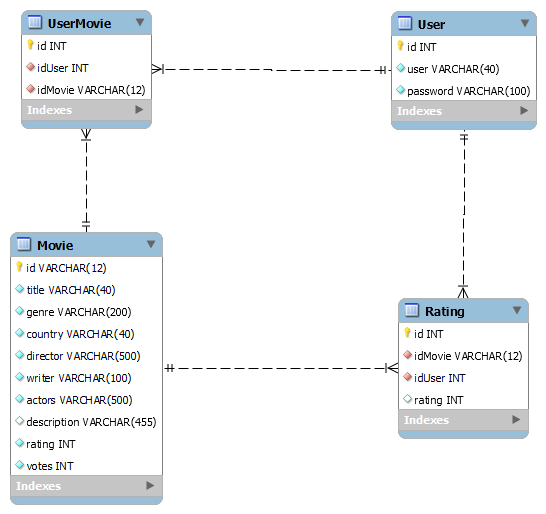 UserMovie
id INT
idUser INT
idMovie VARCHAR(12)
Indexes
User
id INT
user VARCHAR(40)
password VARCHAR(100)
Indexes
Movie
id VARCHAR(12)
title VARCHAR(40)
genre VARCHAR(200)
country VARCHAR(40)
director VARCHAR(500)
writer VARCHAR(100)
actors VARCHAR(500)
description VARCHAR(455)
rating INT
votes INT
Indexes
Rating
id INT
idMovie VARCHAR(12)
idUser INT
rating INT
Indexes